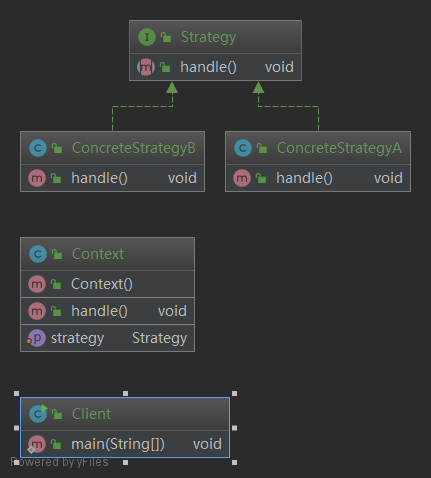 I Strategy
m handle() void
C ConcreteStrategyB
m handle() void
C ConcreteStrategyA
m handle() void
C Context
m Context()
m handle() void
p strategy Strategy
C Client
m main(String[]) void
Powered by yFiles